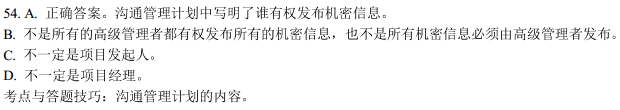 54. A. 正确答案。沟通管理计划中写明了谁有权发布机密信息。
B. 不是所有的高级管理者都有权发布所有的机密信息，也不是所有机密信息必须由高级管理者发布。
C. 不一定是项目发起人。
D. 不一定是项目经理。
考点与答题技巧：沟通管理计划的内容。